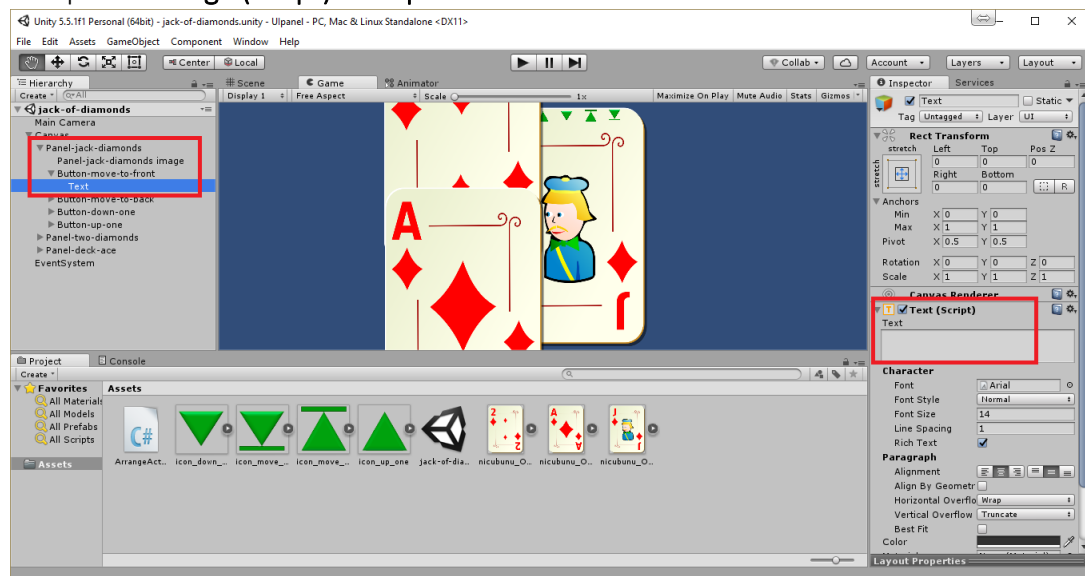 Unity 5.5.1f1 Personal (64bit) - jack-of-diamonds.unity - UIpanel - PC, Mac & Linux Standalone <DX11>
File Edit Assets GameObject Component Window Help
Center Local Collab Account Layers Layout
Hierarchy
Create All
jack-of-diamonds
Main Camera
Canvas
Panel-jack-diamonds
Panel-jack-diamonds image
Button-move-to-front
Text
Button-move-to-back
Button-down-one
Button-up-one
Panel-two-diamonds
Panel-deck-ace
EventSystem
Scene Game Animator
Display 1 Free Aspect Scale 1x Maximize On Play Mute Audio Stats Gizmos
A
J
Inspector Services
Text Static
Tag Untagged Layer UI
Rect Transform
stretch Left Top Pos Z
stretch
0 0 0
Right Bottom
0 0 R
Anchors
Min X 0 Y 0
Max X 1 Y 1
Pivot X 0.5 Y 0.5
Rotation X 0 Y 0 Z 0
Scale X 1 Y 1 Z 1
Canvas Renderer
Text (Script)
Text
Character
Font Arial
Font Style Normal
Font Size 14
Line Spacing 1
Rich Text
Paragraph
Alignment
Align By Geometr
Horizontal Overflo Wrap
Vertical Overflow Truncate
Best Fit
Color
Layout Properties
Project Console
Create
Favorites
All Materials
All Models
All Prefabs
All Scripts
Assets
Assets
C#
2 A J
ArrangeAct.. icon_down_.. icon_move_.. icon_move_.. icon_up_one jack-of-dia.. nicubunu_O.. nicubunu_O.. nicubunu_O..